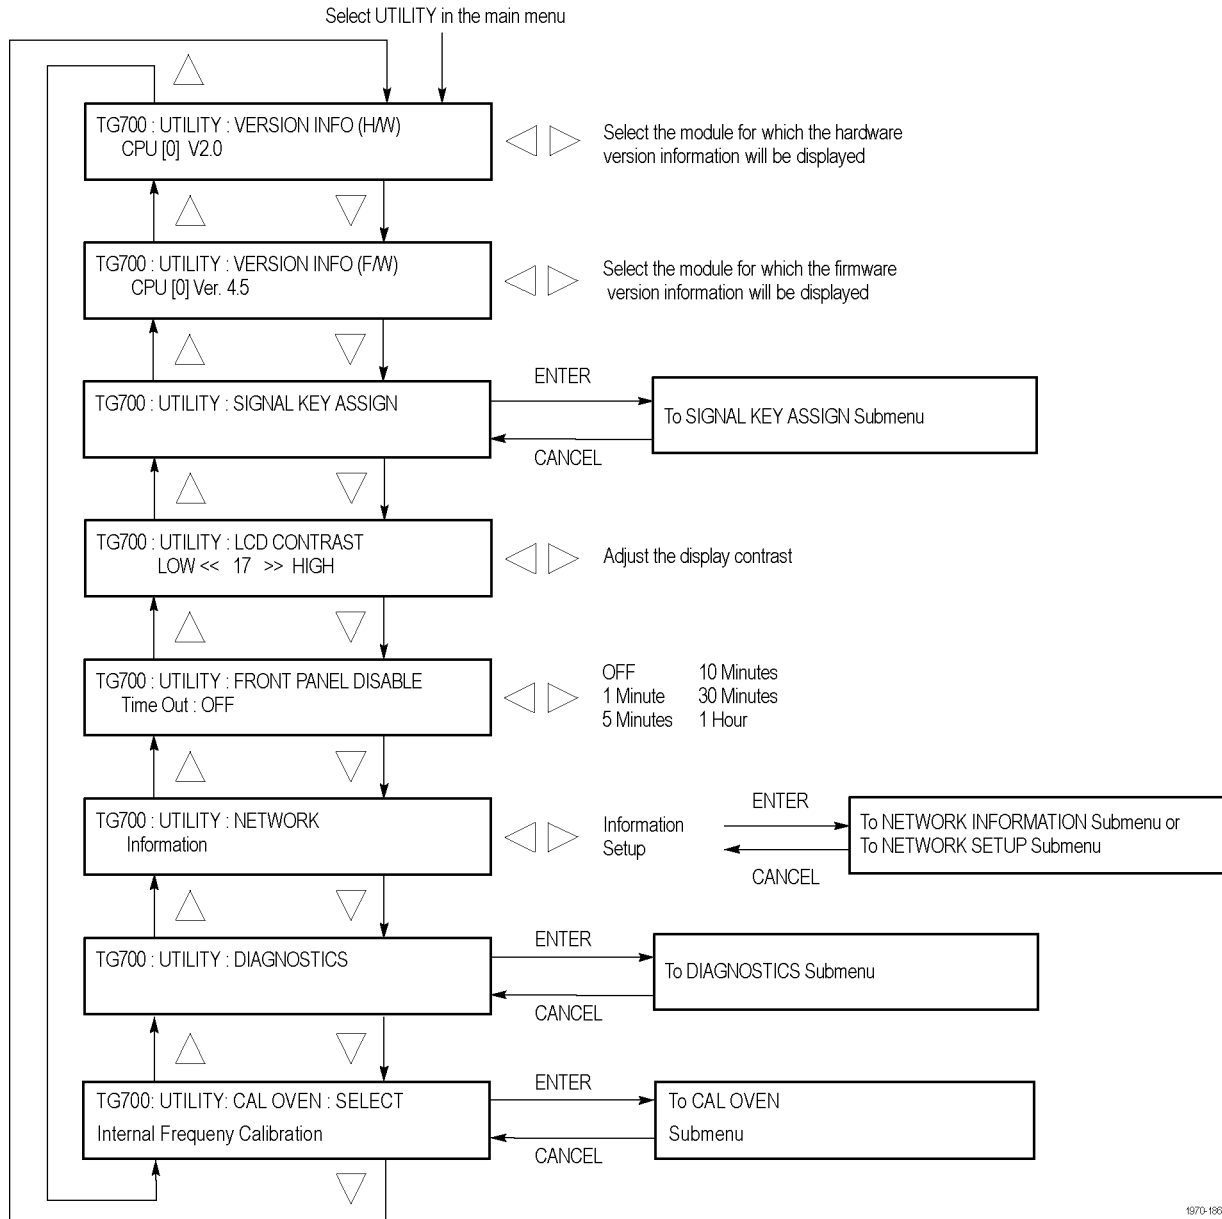 Select UTILITY in the main menu
TG700 : UTILITY : VERSION INFO (H/W)
CPU [0] V2.0
Select the module for which the hardware
version information will be displayed
TG700 : UTILITY : VERSION INFO (F/W)
CPU [0] Ver. 4.5
Select the module for which the firmware
version information will be displayed
TG700 : UTILITY : SIGNAL KEY ASSIGN
ENTER
CANCEL
To SIGNAL KEY ASSIGN Submenu
TG700 : UTILITY : LCD CONTRAST
LOW << 17 >> HIGH
Adjust the display contrast
TG700 : UTILITY : FRONT PANEL DISABLE
Time Out : OFF
OFF 10 Minutes
1 Minute 30 Minutes
5 Minutes 1 Hour
TG700 : UTILITY : NETWORK
Information
Information
Setup
ENTER
CANCEL
To NETWORK INFORMATION Submenu or
To NETWORK SETUP Submenu
TG700 : UTILITY : DIAGNOSTICS
ENTER
CANCEL
To DIAGNOSTICS Submenu
TG700: UTILITY: CAL OVEN : SELECT
Internal Frequeny Calibration
ENTER
CANCEL
To CAL OVEN
Submenu
1970-186